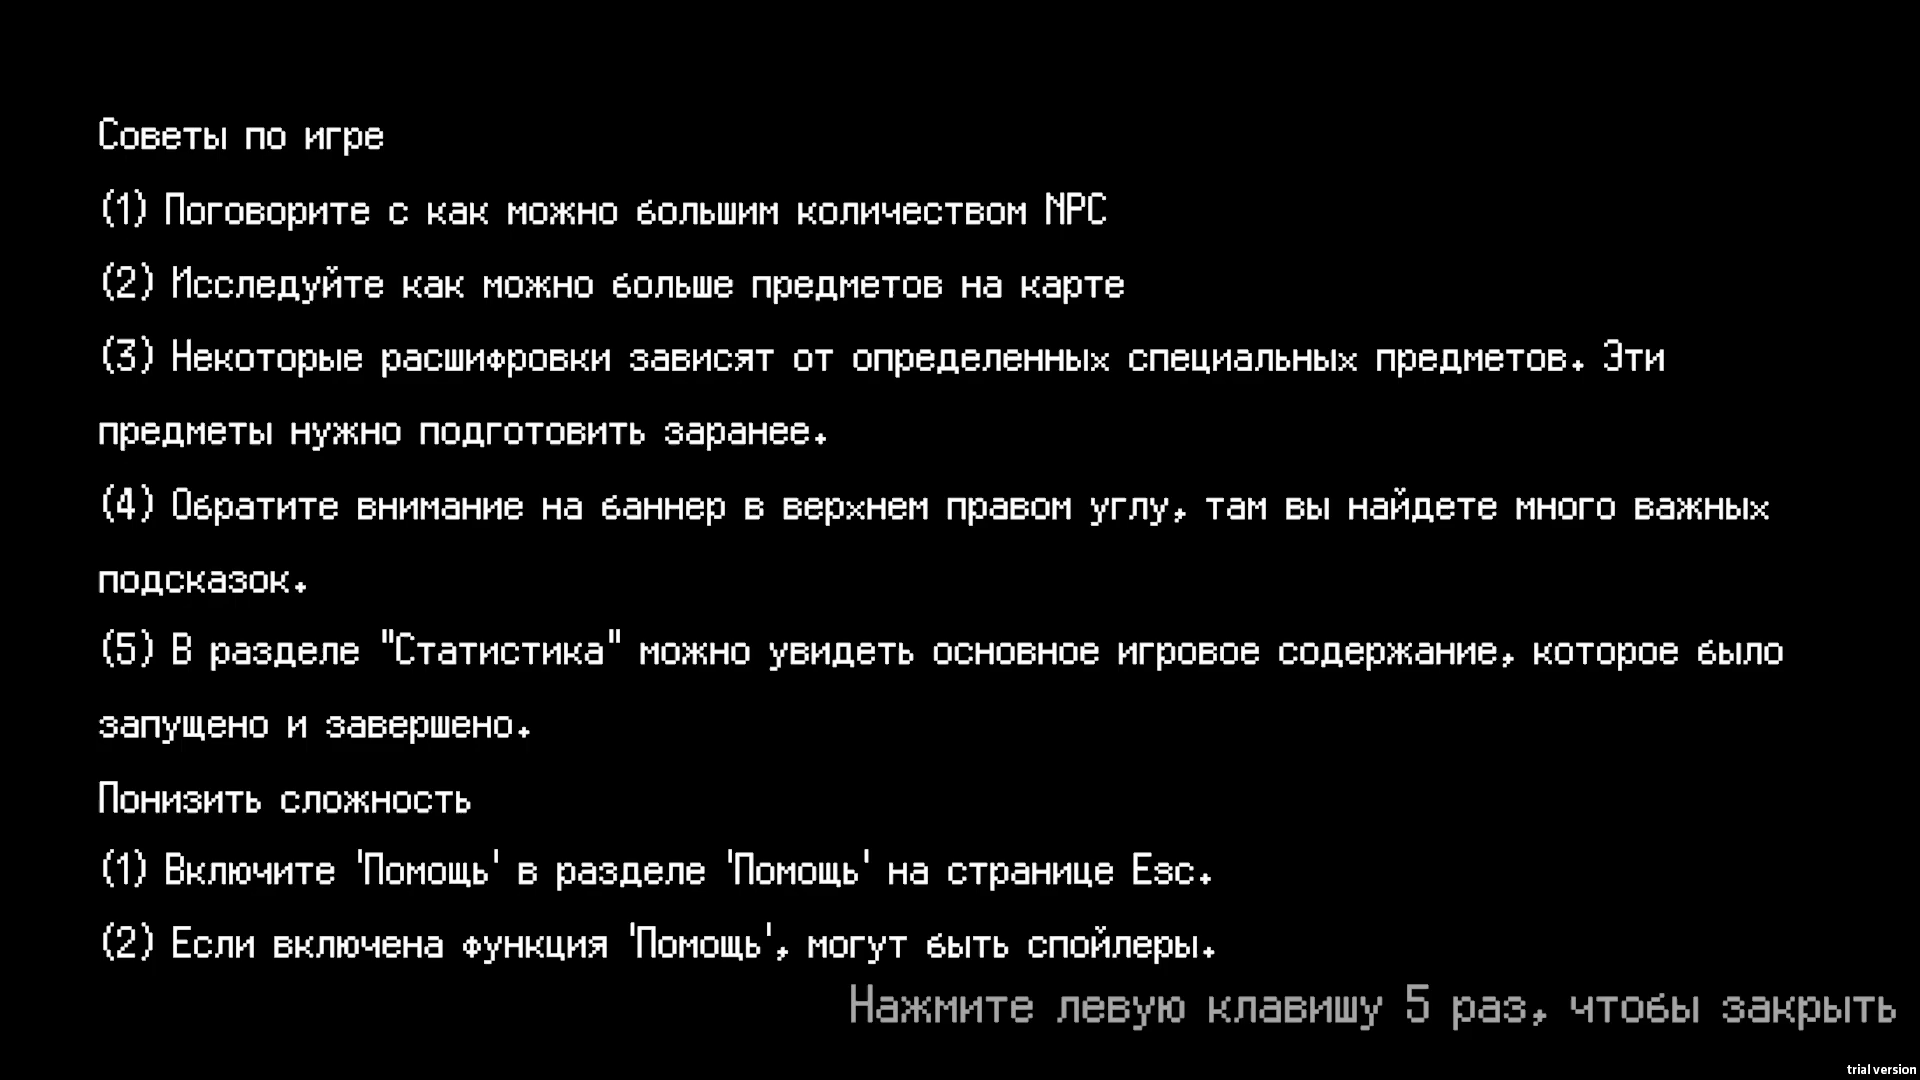 Советы по игре
(1) Поговорите с как можно большим количеством NPC
(2) Исследуйте как можно больше предметов на карте
(3) Некоторые расшифровки зависят от определенных специальных предметов. Эти
предметы нужно подготовить заранее.
(4) Обратите внимание на баннер в верхнем правом углу, там вы найдете много важных
подсказок.
(5) В разделе "Статистика" можно увидеть основное игровое содержание, которое было
запущено и завершено.
Понизить сложность
(1) Включите 'Помощь' в разделе 'Помощь' на странице Esc.
(2) Если включена функция 'Помощь', могут быть спойлеры.
Нажмите левую клавишу 5 раз, чтобы закрыть
trial version